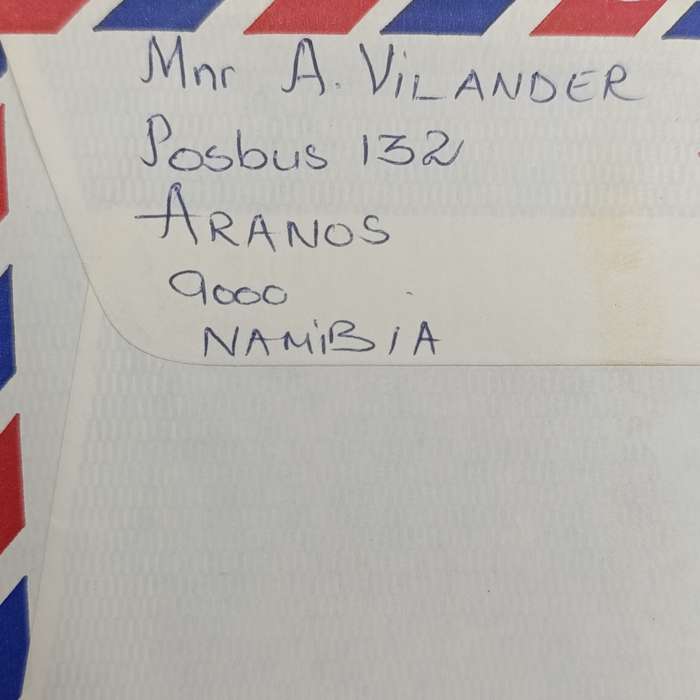 Mnr A. ViLANDER
Posbus 132
ARANOS
9000
NAMiBIA